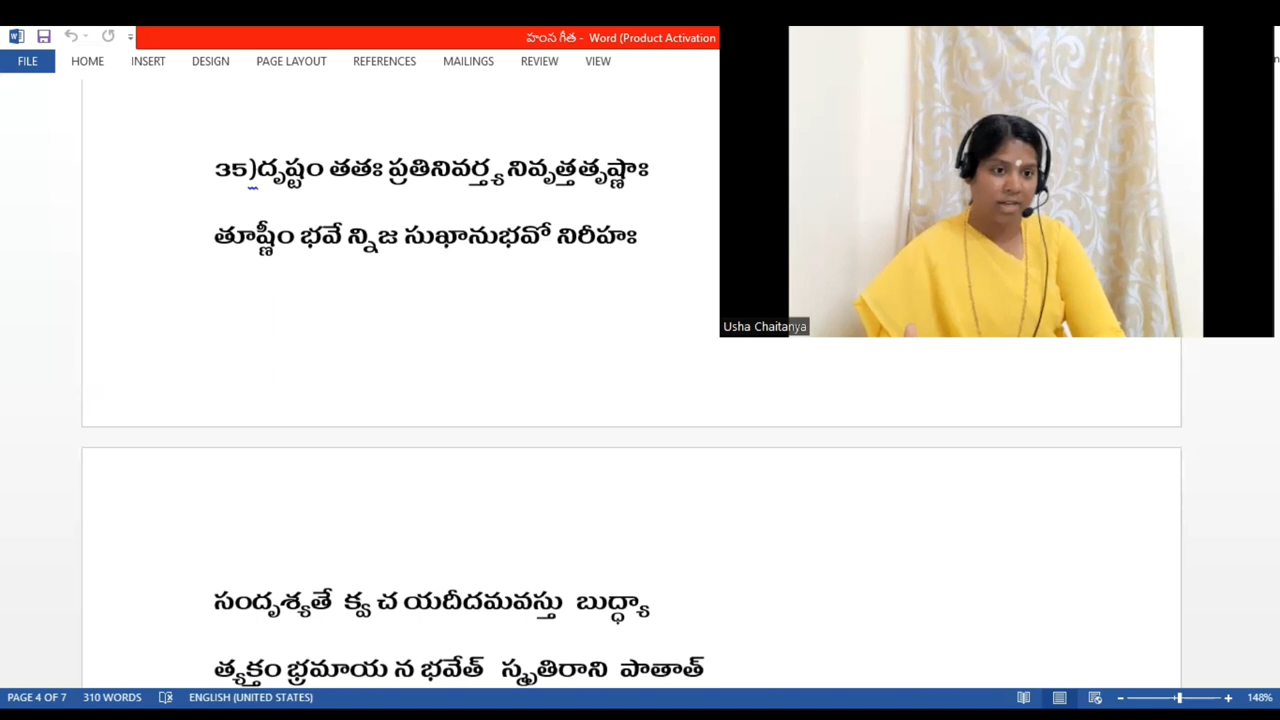 హంస గీత - Word (Product Activation
FILE HOME INSERT DESIGN PAGE LAYOUT REFERENCES MAILINGS REVIEW VIEW
35)దృష్టం తతః ప్రతినివర్త్య నివృత్తతృష్ణాః
తూష్ణీం భవే న్నిజ సుఖానుభవో నిరీహః
Usha Chaitanya
సందృశ్యతే క్వ చ యదీదమవస్తు బుద్ధ్యా
త్యక్తం భ్రమాయ న భవేత్ స్మృతిరాని పాతాత్
PAGE 4 OF 7 310 WORDS ENGLISH (UNITED STATES) 148%